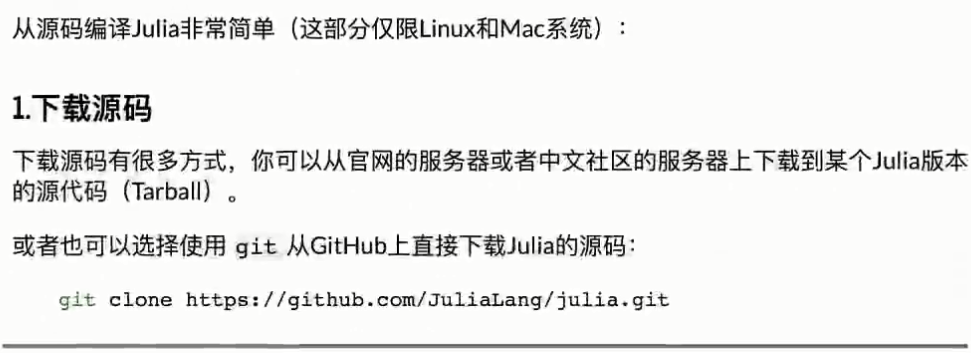 从源码编译Julia非常简单（这部分仅限Linux和Mac系统）：
1.下载源码
下载源码有很多方式，你可以从官网的服务器或者中文社区的服务器上下载到某个Julia版本
的源代码（Tarball）。
或者也可以选择使用 git 从GitHub上直接下载Julia的源码：
git clone https://github.com/JuliaLang/julia.git